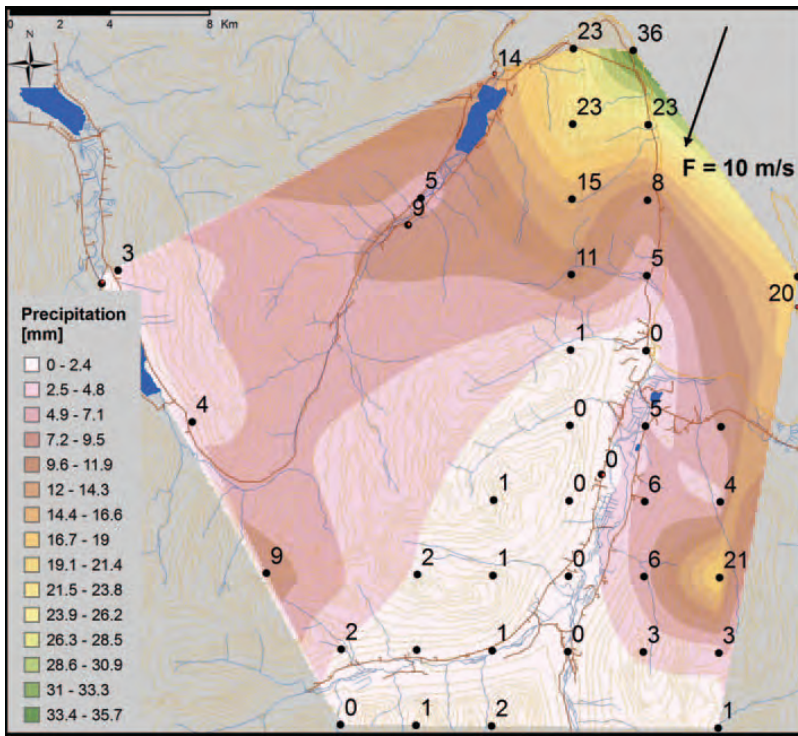 0 2 4 8
Km
N
23 36
14
23 23
F = 10 m/s
5 15 8
9
3 11 5
20
1 0
4 0 5
0
1 0 6 4
9 2 1 0 6 21
2 1 0 3 3
0 1 2 1
Precipitation
[mm]
0 - 2.4
2.5 - 4.8
4.9 - 7.1
7.2 - 9.5
9.6 - 11.9
12 - 14.3
14.4 - 16.6
16.7 - 19
19.1 - 21.4
21.5 - 23.8
23.9 - 26.2
26.3 - 28.5
28.6 - 30.9
31 - 33.3
33.4 - 35.7